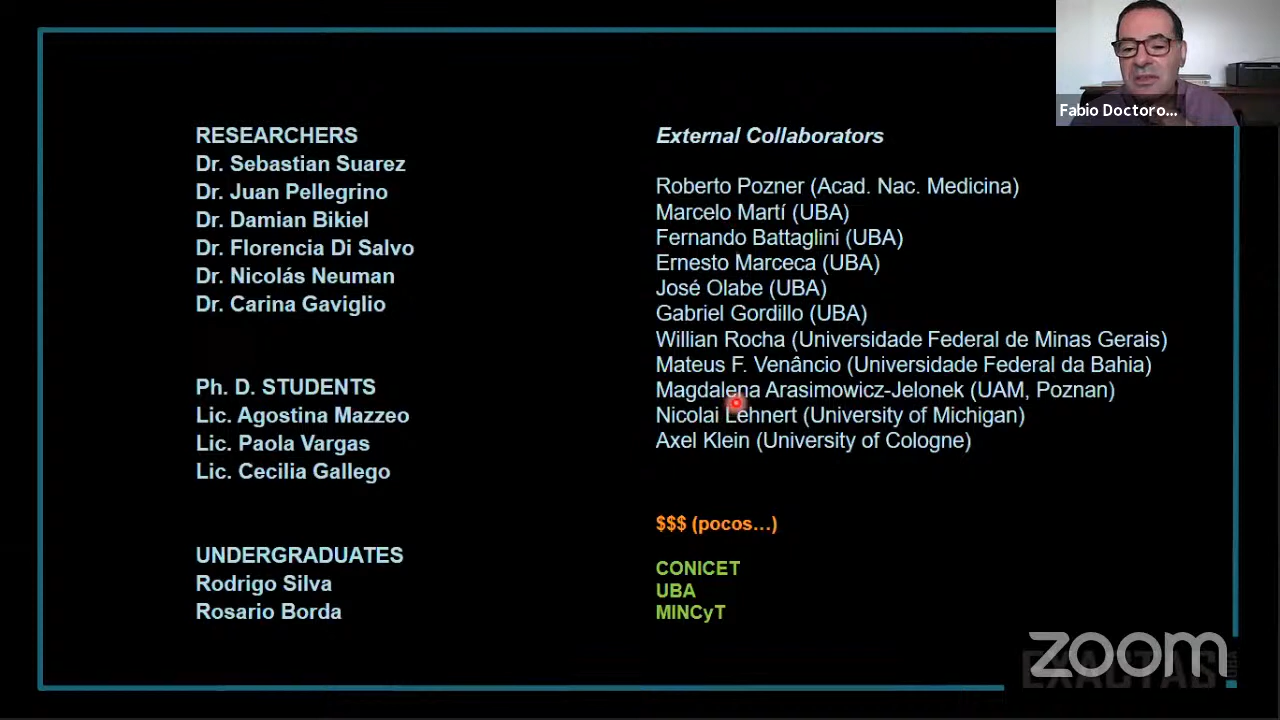 Fabio Doctoro...
RESEARCHERS
Dr. Sebastian Suarez
Dr. Juan Pellegrino
Dr. Damian Bikiel
Dr. Florencia Di Salvo
Dr. Nicolás Neuman
Dr. Carina Gaviglio
Ph. D. STUDENTS
Lic. Agostina Mazzeo
Lic. Paola Vargas
Lic. Cecilia Gallego
UNDERGRADUATES
Rodrigo Silva
Rosario Borda
External Collaborators
Roberto Pozner (Acad. Nac. Medicina)
Marcelo Martí (UBA)
Fernando Battaglini (UBA)
Ernesto Marceca (UBA)
José Olabe (UBA)
Gabriel Gordillo (UBA)
Willian Rocha (Universidade Federal de Minas Gerais)
Mateus F. Venâncio (Universidade Federal da Bahia)
Magdalena Arasimowicz-Jelonek (UAM, Poznan)
Nicolai Lehnert (University of Michigan)
Axel Klein (University of Cologne)
$$$ (pocos...)
CONICET
UBA
MINCyT
zoom
EXACTAS